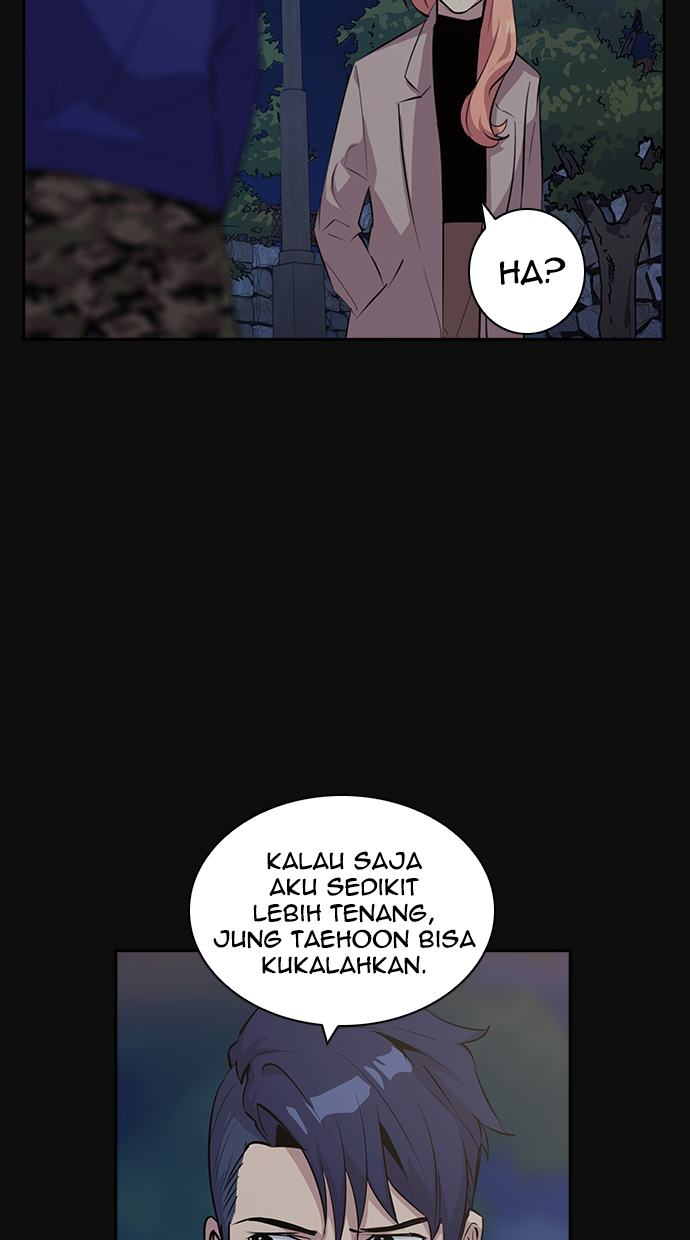 HA?
KALAU SAJA
AKU SEDIKIT
LEBIH TENANG,
JUNG TAEHOON BISA
KUKALAHKAN.